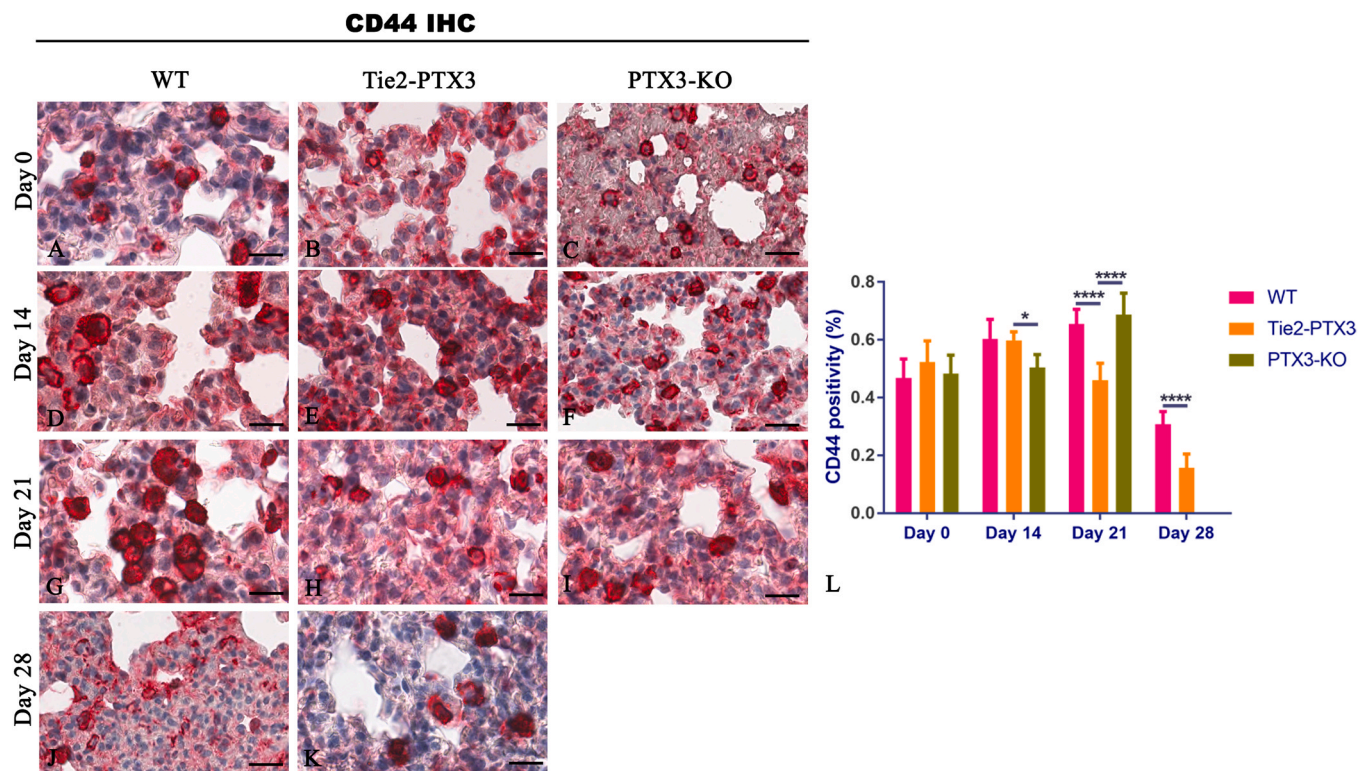 CD44 IHC
WT Tie2-PTX3 PTX3-KO
Day 0
A B C
Day 14
D E F
Day 21
G H I
Day 28
J K
CD44 positivity (%)
0.8
0.6
0.4
0.2
0.0
**** **** * ****
Day 0 Day 14 Day 21 Day 28
WT
Tie2-PTX3
PTX3-KO
L